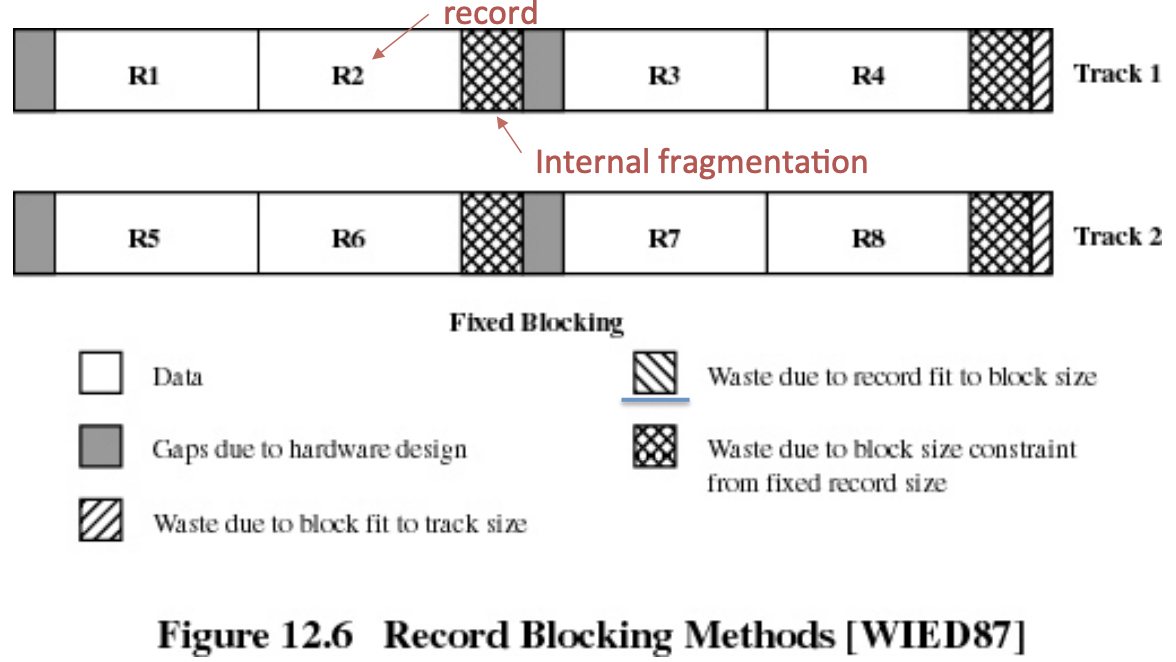 record
R1 R2 R3 R4 Track 1
Internal fragmentation
R5 R6 R7 R8 Track 2
Fixed Blocking
Data
Waste due to record fit to block size
Gaps due to hardware design
Waste due to block size constraint
from fixed record size
Waste due to block fit to track size
Figure 12.6 Record Blocking Methods [WIED87]